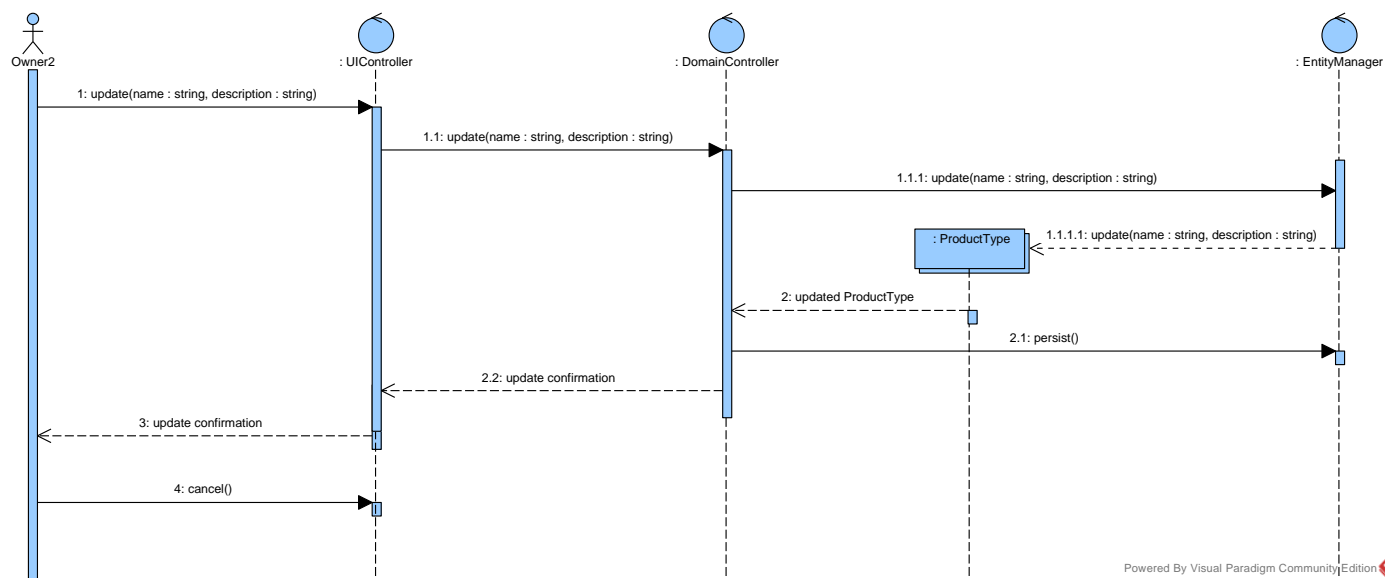 Owner2
: UIController
: DomainController
: EntityManager
1: update(name : string, description : string)
1.1: update(name : string, description : string)
1.1.1: update(name : string, description : string)
: ProductType
1.1.1.1: update(name : string, description : string)
2: updated ProductType
2.1: persist()
2.2: update confirmation
3: update confirmation
4: cancel()
Powered By Visual Paradigm Community Edition